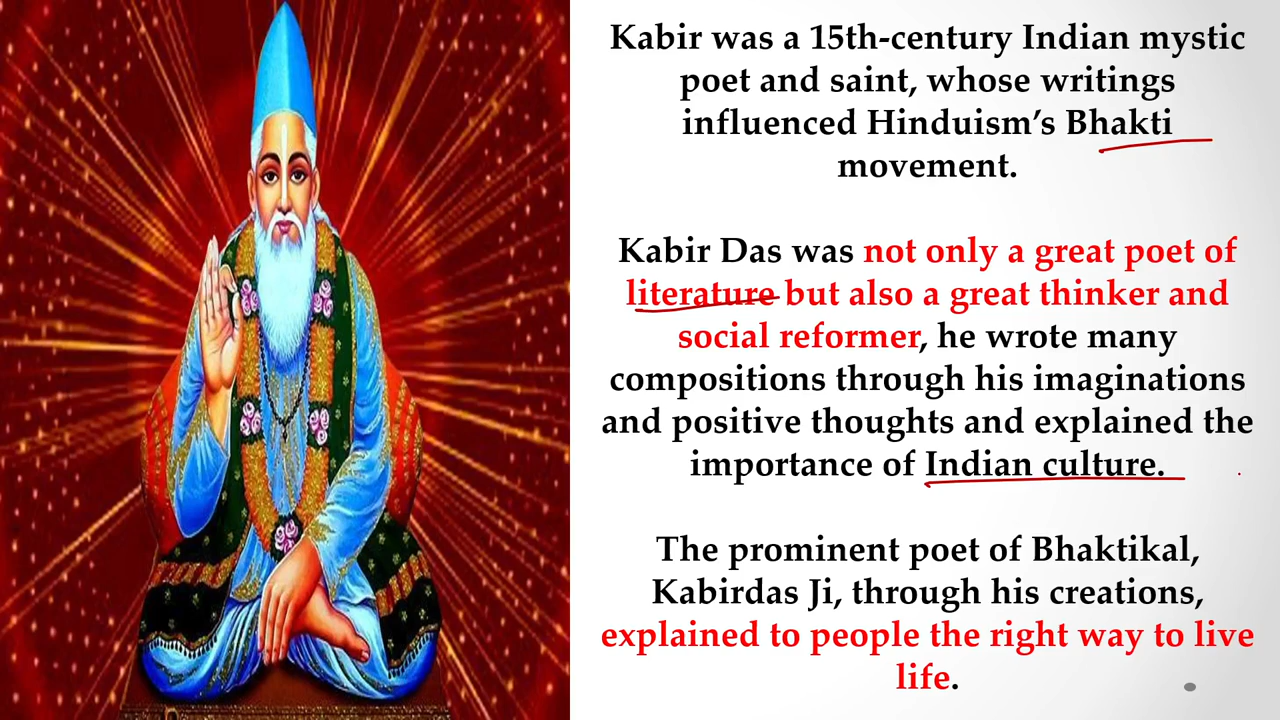 Kabir was a 15th-century Indian mystic
poet and saint, whose writings
influenced Hinduism’s Bhakti
movement.
Kabir Das was not only a great poet of
literature but also a great thinker and
social reformer, he wrote many
compositions through his imaginations
and positive thoughts and explained the
importance of Indian culture.
The prominent poet of Bhaktikal,
Kabirdas Ji, through his creations,
explained to people the right way to live
life.